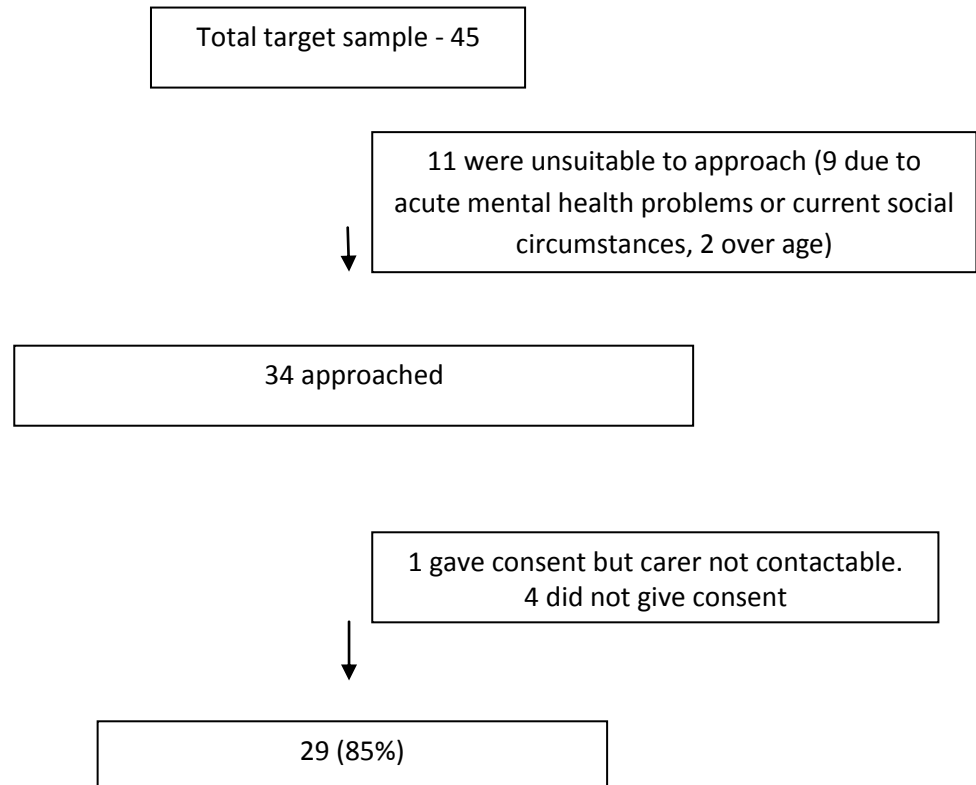 Total target sample - 45
11 were unsuitable to approach (9 due to
acute mental health problems or current social
circumstances, 2 over age)
34 approached
1 gave consent but carer not contactable.
4 did not give consent
29 (85%)